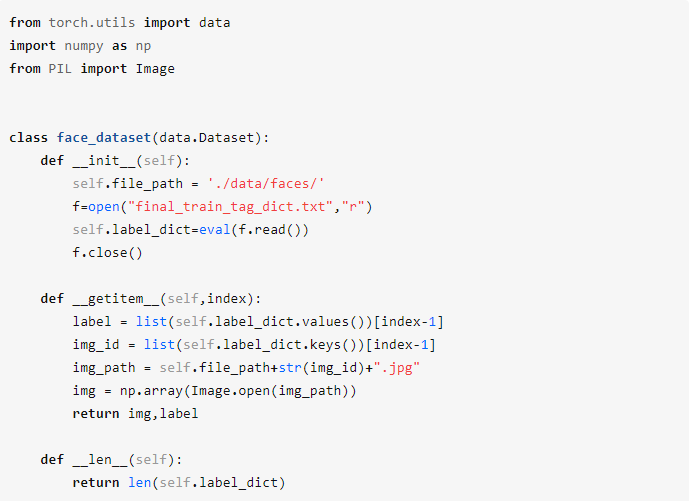 from torch.utils import data
import numpy as np
from PIL import Image
class face_dataset(data.Dataset):
    def __init__(self):
        self.file_path = './data/faces/'
        f=open("final_train_tag_dict.txt","r")
        self.label_dict=eval(f.read())
        f.close()
    def __getitem__(self,index):
        label = list(self.label_dict.values())[index-1]
        img_id = list(self.label_dict.keys())[index-1]
        img_path = self.file_path+str(img_id)+".jpg"
        img = np.array(Image.open(img_path))
        return img,label
    def __len__(self):
        return len(self.label_dict)